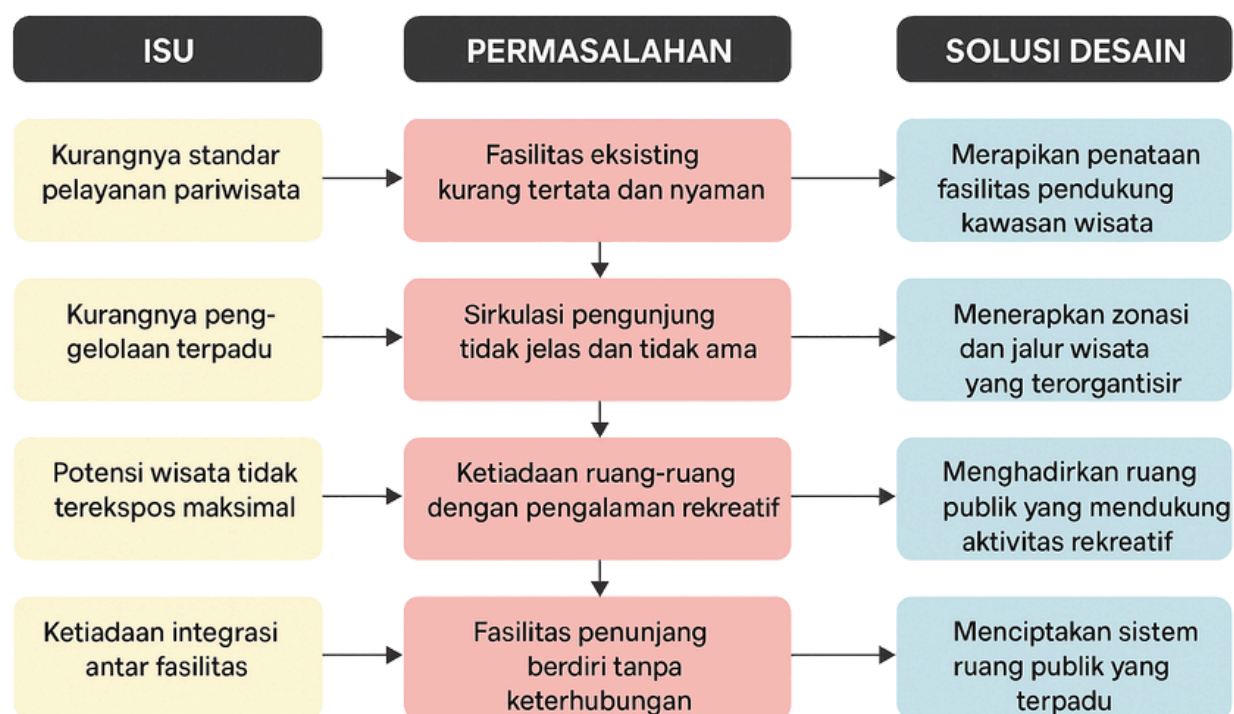 ISU
PERMASALAHAN
SOLUSI DESAIN
Kurangnya standar
pelayanan pariwisata
Fasilitas eksisting
kurang tertata dan nyaman
Merapikan penataan
fasilitas pendukung
kawasan wisata
Kurangnya peng-
gelolaan terpadu
Sirkulasi pengunjung
tidak jelas dan tidak ama
Menerapkan zonasi
dan jalur wisata
yang terorgantisir
Potensi wisata tidak
terekspos maksimal
Ketiadaan ruang-ruang
dengan pengalaman rekreatif
Menghadirkan ruang
publik yang mendukung
aktivitas rekreatif
Ketiadaan integrasi
antar fasilitas
Fasilitas penunjang
berdiri tanpa
keterhubungan
Menciptakan sistem
ruang publik yang
terpadu